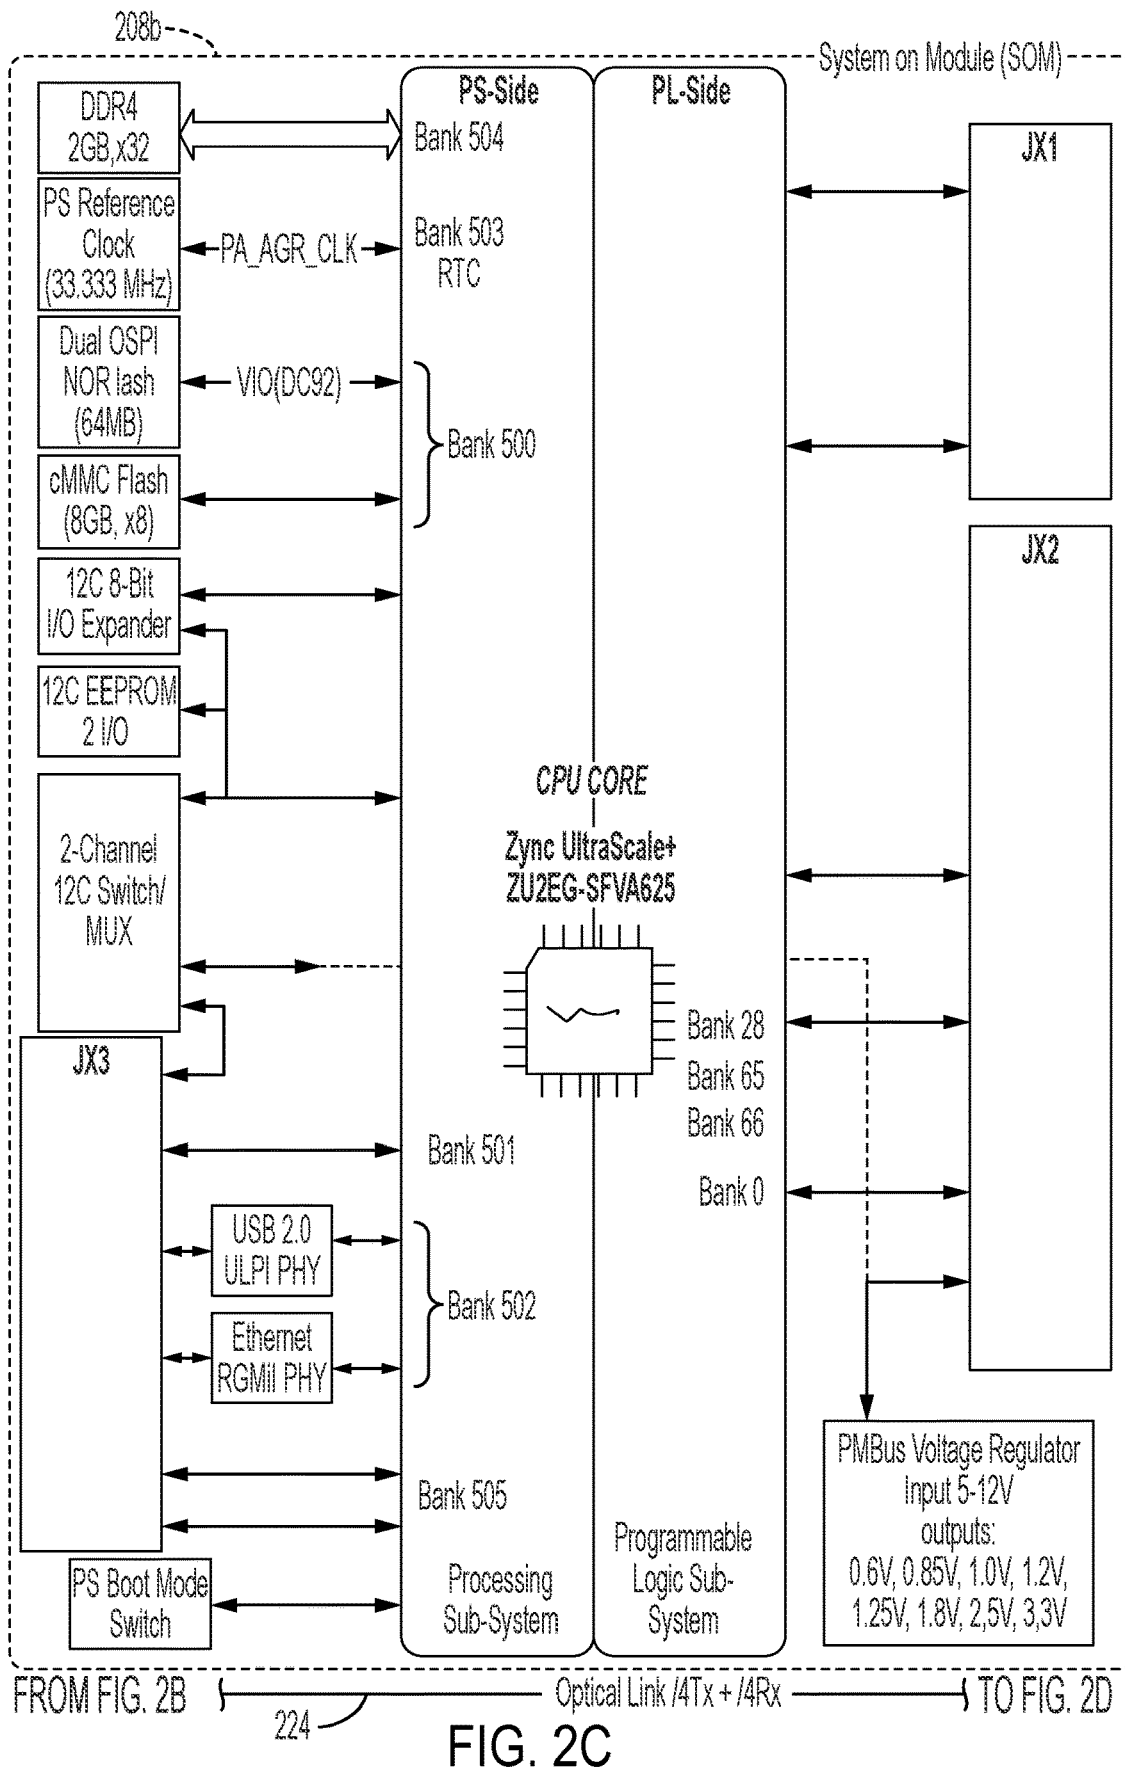 208b
System on Module (SOM)
PS-Side
PL-Side
DDR4
2GB,x32
Bank 504
JX1
PS Reference
Clock
(33.333 MHz)
PA_AGR_CLK
Bank 503
RTC
Dual OSPI
NOR lash
(64MB)
VIO(DC92)
Bank 500
cMMC Flash
(8GB, x8)
JX2
12C 8-Bit
I/O Expander
12C EEPROM
2 I/O
CPU CORE
Zync UltraScale+
ZU2EG-SFVA625
2-Channel
12C Switch/
MUX
Bank 28
Bank 65
Bank 66
Bank 0
JX3
Bank 501
USB 2.0
ULPI PHY
Bank 502
Ethernet
RGMiI PHY
Bank 505
PMBus Voltage Regulator
Input 5-12V
outputs:
0.6V, 0.85V, 1.0V, 1.2V,
1.25V, 1.8V, 2,5V, 3,3V
PS Boot Mode
Switch
Processing
Sub-System
Programmable
Logic Sub-
System
FROM FIG. 2B
Optical Link /4Tx + /4Rx
TO FIG. 2D
224
FIG. 2C